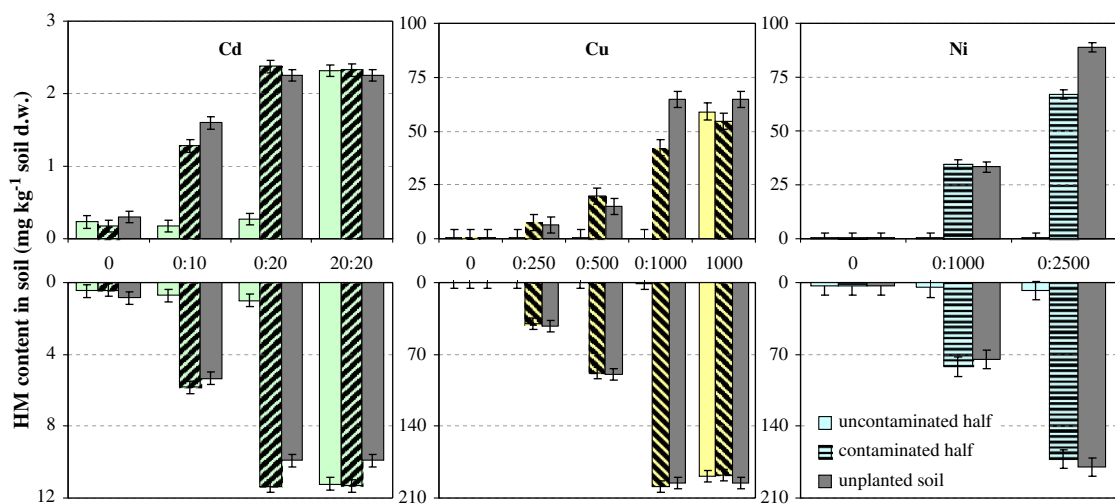 HM content in soil (mg kg⁻¹ soil d.w.)
Cd
3
2
1
0
0 0:10 0:20 20:20
0
4
8
12
Cu
100
75
50
25
0
0 0:250 0:500 0:1000 1000
0
70
140
210
Ni
100
75
50
25
0
0 0:1000 0:2500
0
70
140
210
uncontaminated half
contaminated half
unplanted soil